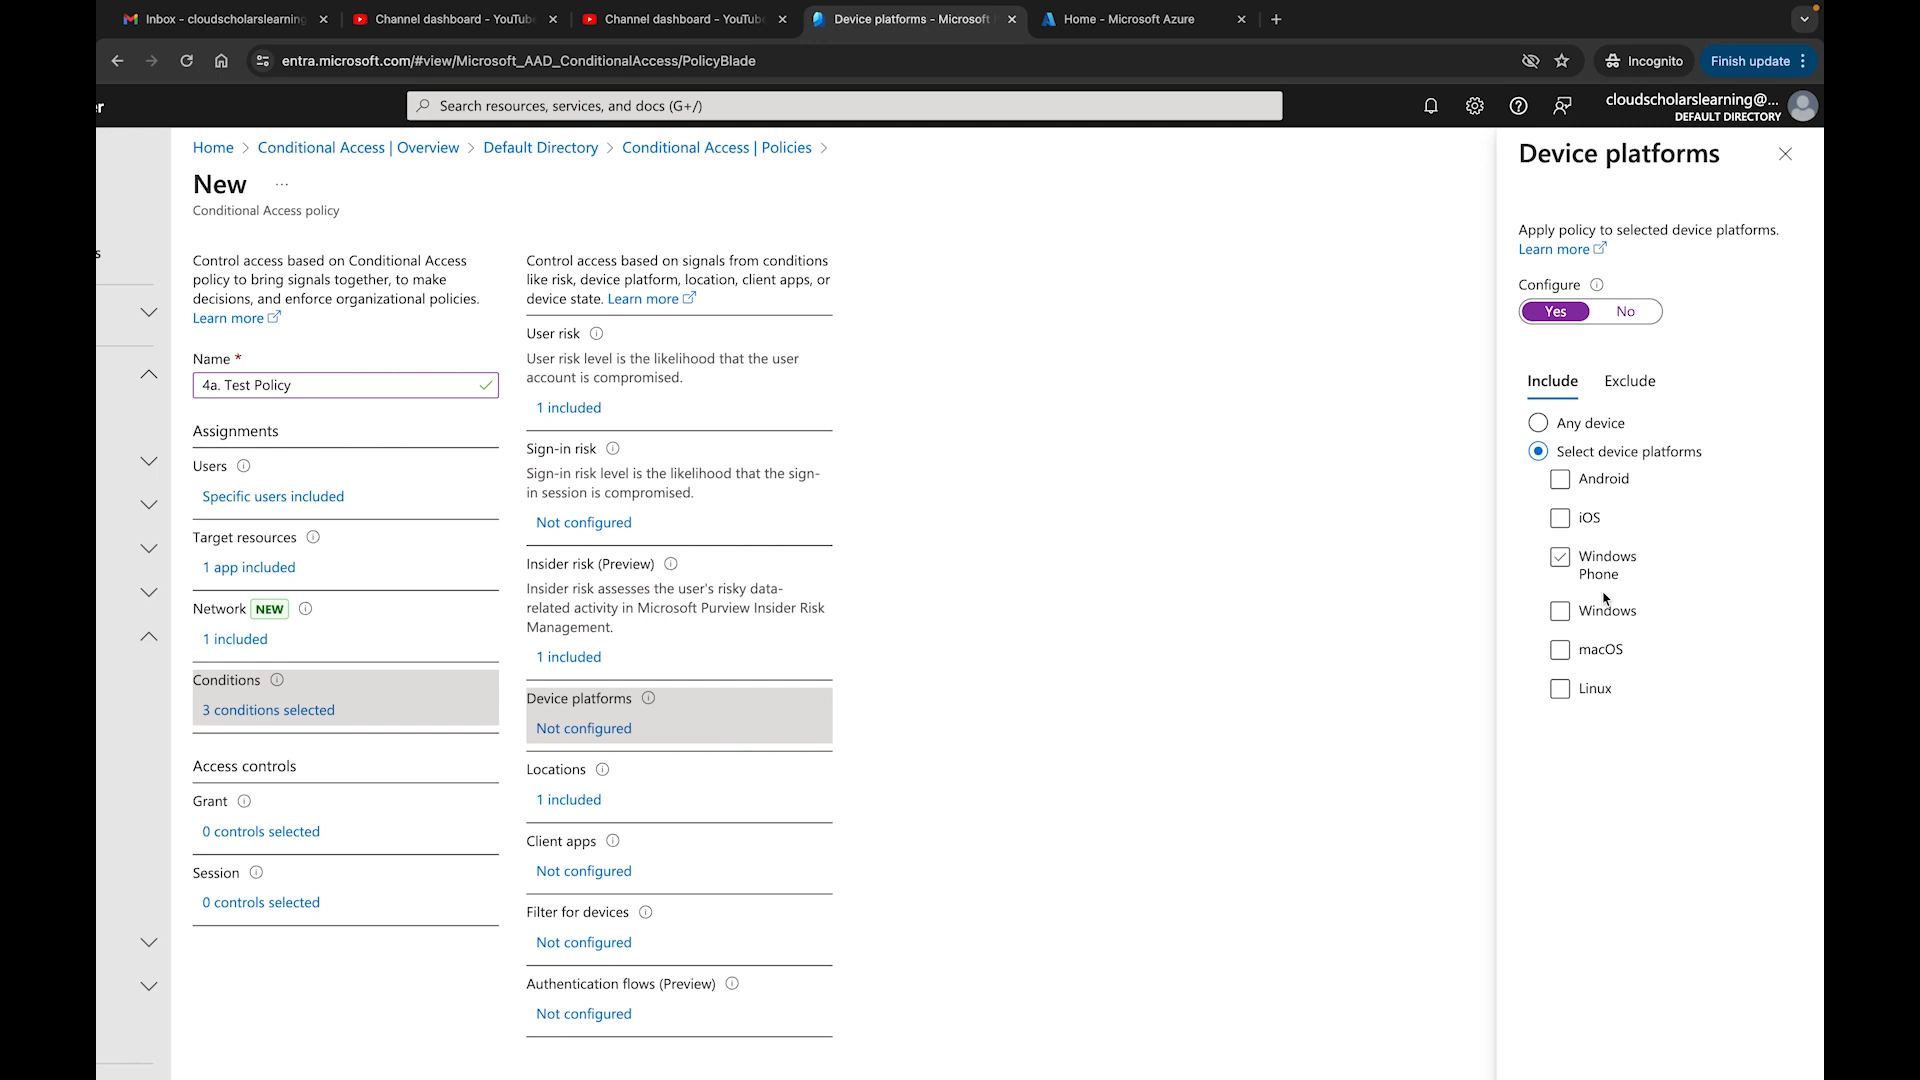 Inbox - cloudscholarslearning
Channel dashboard - YouTube
Channel dashboard - YouTube
Device platforms - Microsoft
Home - Microsoft Azure
entra.microsoft.com/#view/Microsoft_AAD_ConditionalAccess/PolicyBlade
Incognito
Finish update
r
Search resources, services, and docs (G+/)
cloudscholarslearning@...
DEFAULT DIRECTORY
s
Home > Conditional Access | Overview > Default Directory > Conditional Access | Policies >
New ...
Conditional Access policy
Control access based on Conditional Access
policy to bring signals together, to make
decisions, and enforce organizational policies.
Learn more
Name *
4a. Test Policy
Assignments
Users
Specific users included
Target resources
1 app included
Network NEW
1 included
Conditions
3 conditions selected
Access controls
Grant
0 controls selected
Session
0 controls selected
Control access based on signals from conditions
like risk, device platform, location, client apps, or
device state. Learn more
User risk
User risk level is the likelihood that the user
account is compromised.
1 included
Sign-in risk
Sign-in risk level is the likelihood that the sign-
in session is compromised.
Not configured
Insider risk (Preview)
Insider risk assesses the user's risky data-
related activity in Microsoft Purview Insider Risk
Management.
1 included
Device platforms
Not configured
Locations
1 included
Client apps
Not configured
Filter for devices
Not configured
Authentication flows (Preview)
Not configured
Device platforms
Apply policy to selected device platforms.
Learn more
Configure
Yes No
Include Exclude
Any device
Select device platforms
Android
iOS
Windows
Phone
Windows
macOS
Linux